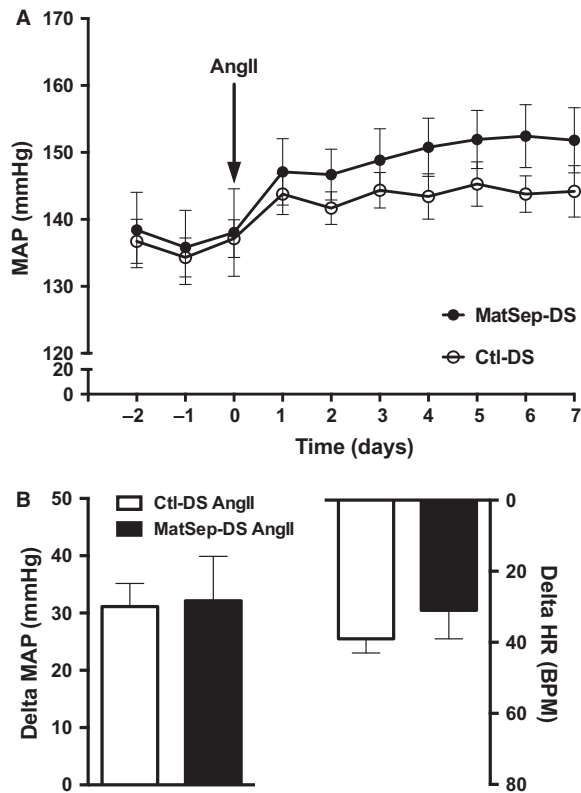 A
170
160
150
140
130
120
20
0
MAP (mmHg)
AngII
MatSep-DS
Ctl-DS
–2 –1 0 1 2 3 4 5 6 7
Time (days)
B
50
40
30
20
10
0
Delta MAP (mmHg)
Ctl-DS AngII
MatSep-DS AngII
0
20
40
60
80
Delta HR (BPM)